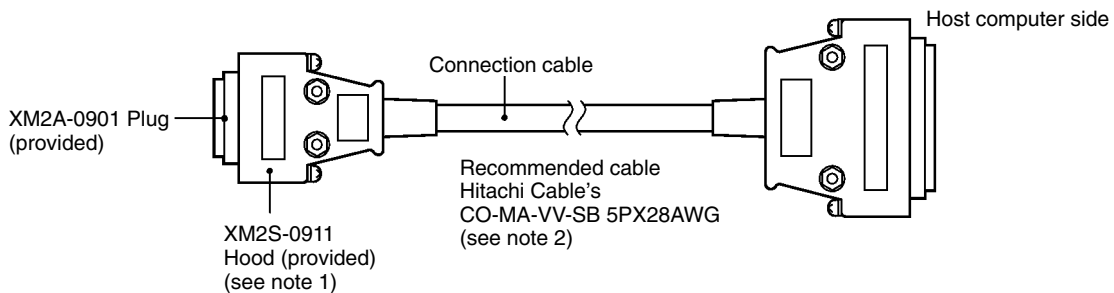 Host computer side
Connection cable
XM2A-0901 Plug
(provided)
Recommended cable
Hitachi Cable's
CO-MA-VV-SB 5PX28AWG
(see note 2)
XM2S-0911
Hood (provided)
(see note 1)